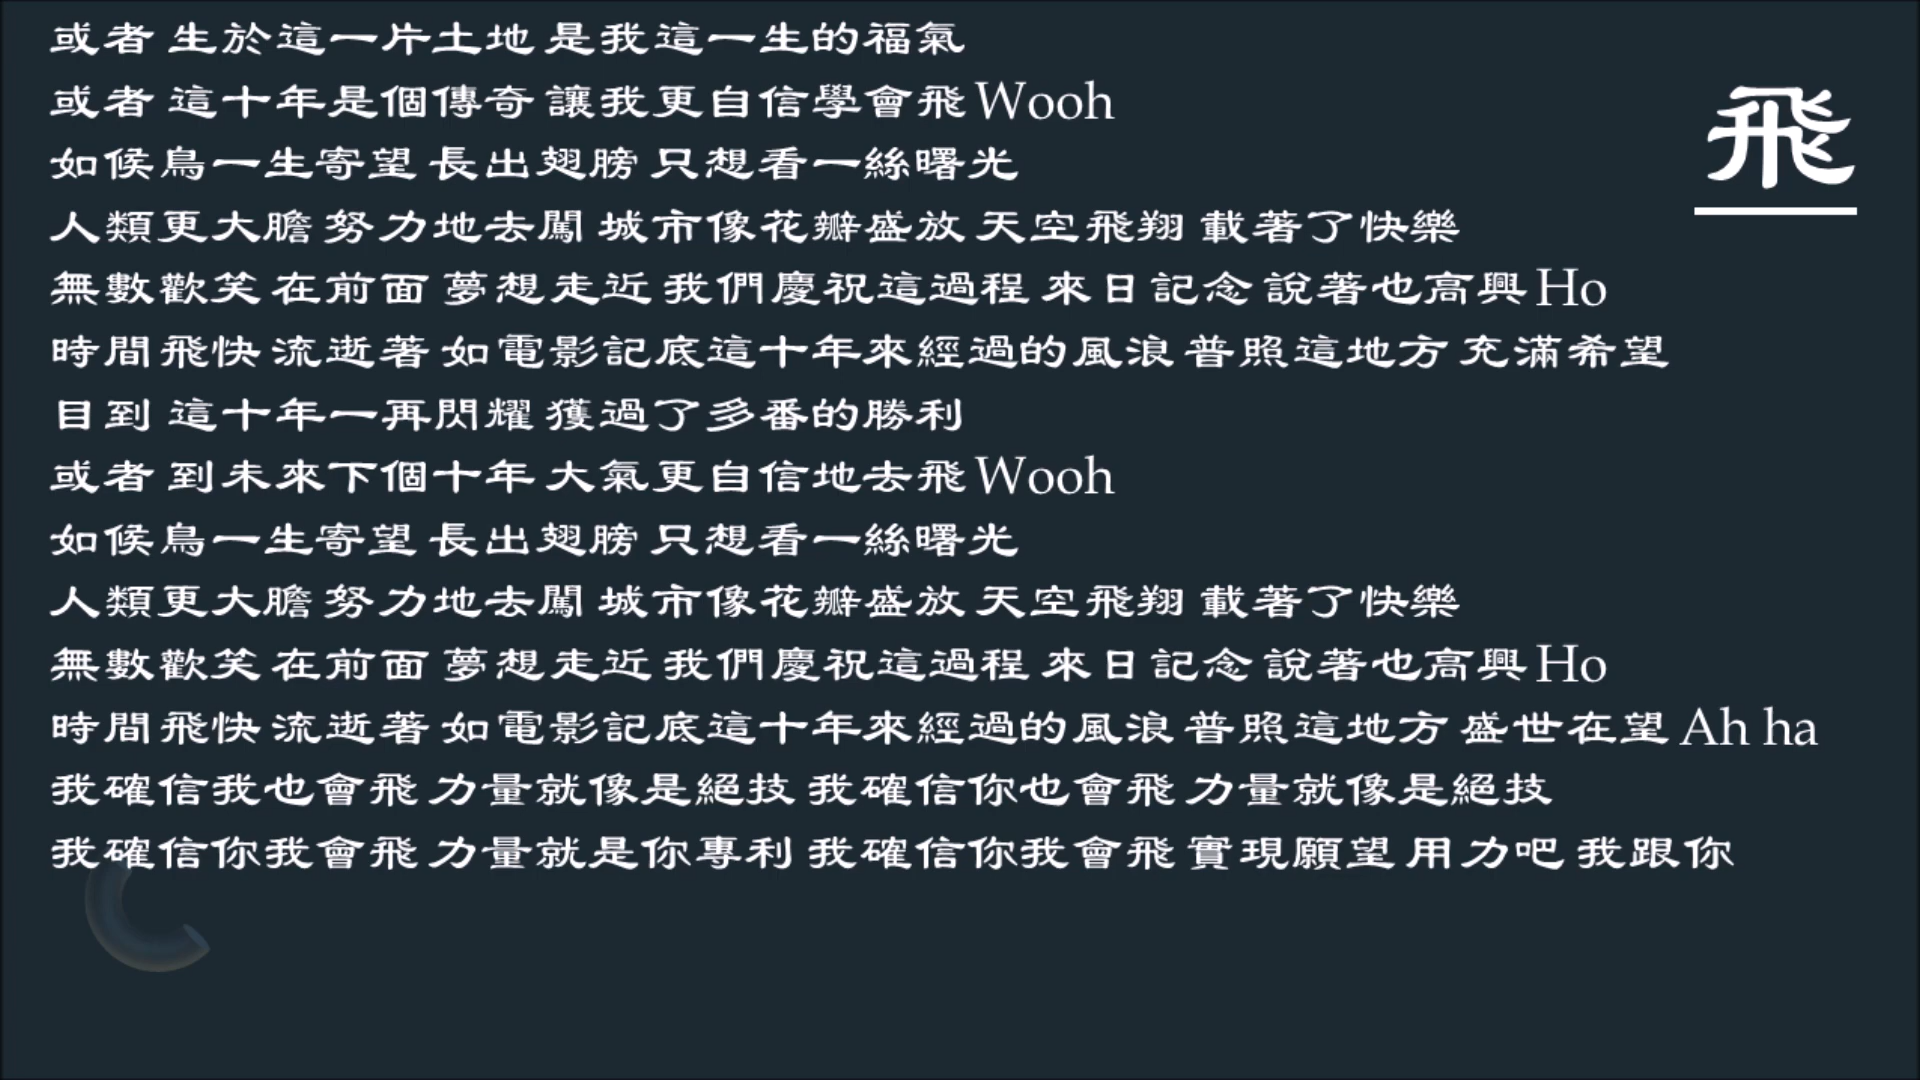 或者 生於這一片土地 是我這一生的福氣
或者 這十年是個傳奇 讓我更自信學會飛 Wooh
如候鳥一生寄望 長出翅膀 只想看一絲曙光
人類更大膽 努力地去闖 城市像花瓣盛放 天空飛翔 載著了快樂
無數歡笑 在前面 夢想走近 我們慶祝這過程 來日記念 說著也高興 Ho
時間飛快 流逝著 如電影記底這十年來經過的風浪 普照這地方 充滿希望
目到 這十年一再閃耀 獲過了多番的勝利
或者 到未來下個十年 大氣更自信地去飛 Wooh
如候鳥一生寄望 長出翅膀 只想看一絲曙光
人類更大膽 努力地去闖 城市像花瓣盛放 天空飛翔 載著了快樂
無數歡笑 在前面 夢想走近 我們慶祝這過程 來日記念 說著也高興 Ho
時間飛快 流逝著 如電影記底這十年來經過的風浪 普照這地方 盛世在望 Ah ha
我確信我也會飛 力量就像是絕技 我確信你也會飛 力量就像是絕技
我確信你我會飛 力量就是你專利 我確信你我會飛 實現願望 用力吧 我跟你
飛